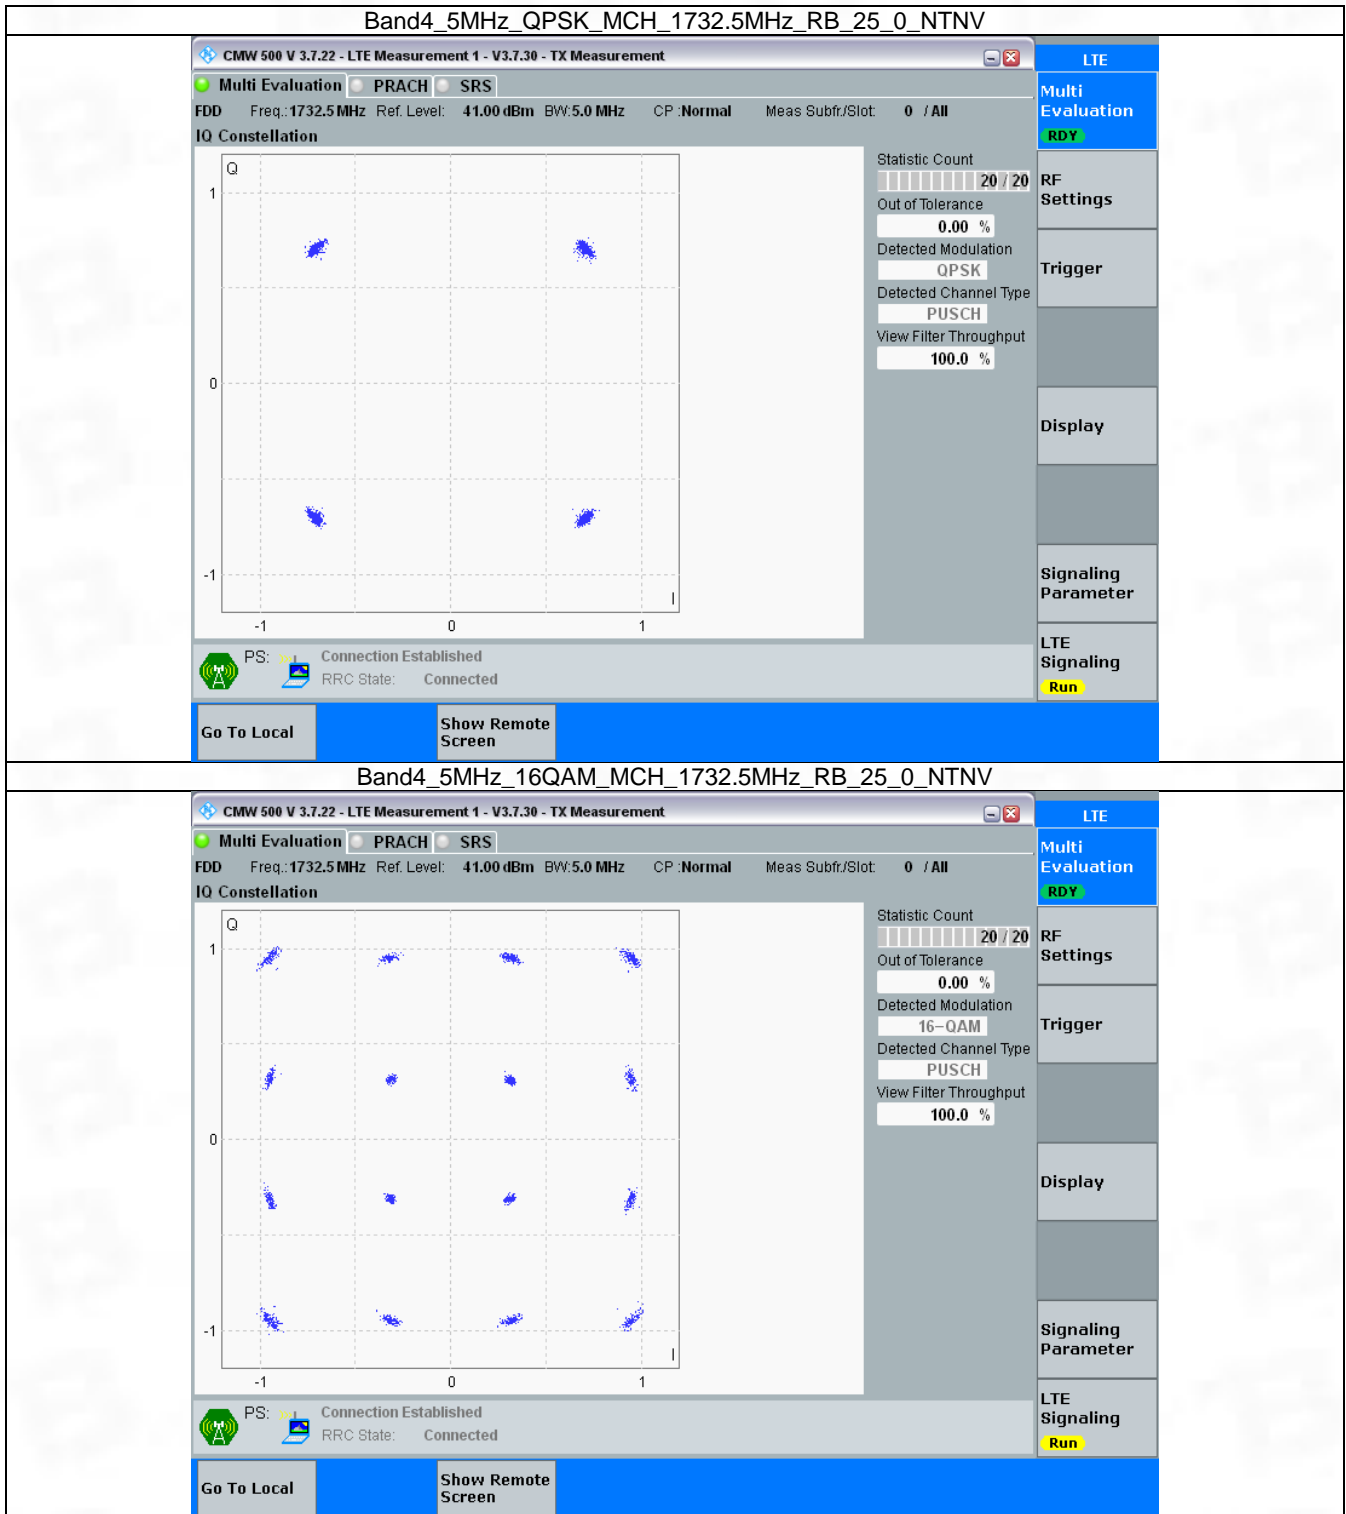 Band4_5MHz_QPSK_MCH_1732.5MHz_RB_25_0_NTNV
CMW 500 V 3.7.22 - LTE Measurement 1 - V3.7.30 - TX Measurement
LTE
Multi Evaluation PRACH SRS
Multi
Evaluation
RDY
FDD Freq.: 1732.5 MHz Ref. Level: 41.00 dBm BW: 5.0 MHz CP : Normal Meas Subfr./Slot: 0 / All
IQ Constellation
Q
1
0
-1
I
-1 0 1
Statistic Count
20 / 20
Out of Tolerance
0.00 %
Detected Modulation
QPSK
Detected Channel Type
PUSCH
View Filter Throughput
100.0 %
RF
Settings
Trigger
Display
Signaling
Parameter
LTE
Signaling
Run
PS: Connection Established
RRC State: Connected
Go To Local
Show Remote
Screen
Band4_5MHz_16QAM_MCH_1732.5MHz_RB_25_0_NTNV
CMW 500 V 3.7.22 - LTE Measurement 1 - V3.7.30 - TX Measurement
LTE
Multi Evaluation PRACH SRS
Multi
Evaluation
RDY
FDD Freq.: 1732.5 MHz Ref. Level: 41.00 dBm BW: 5.0 MHz CP : Normal Meas Subfr./Slot: 0 / All
IQ Constellation
Q
1
0
-1
I
-1 0 1
Statistic Count
20 / 20
Out of Tolerance
0.00 %
Detected Modulation
16-QAM
Detected Channel Type
PUSCH
View Filter Throughput
100.0 %
RF
Settings
Trigger
Display
Signaling
Parameter
LTE
Signaling
Run
PS: Connection Established
RRC State: Connected
Go To Local
Show Remote
Screen